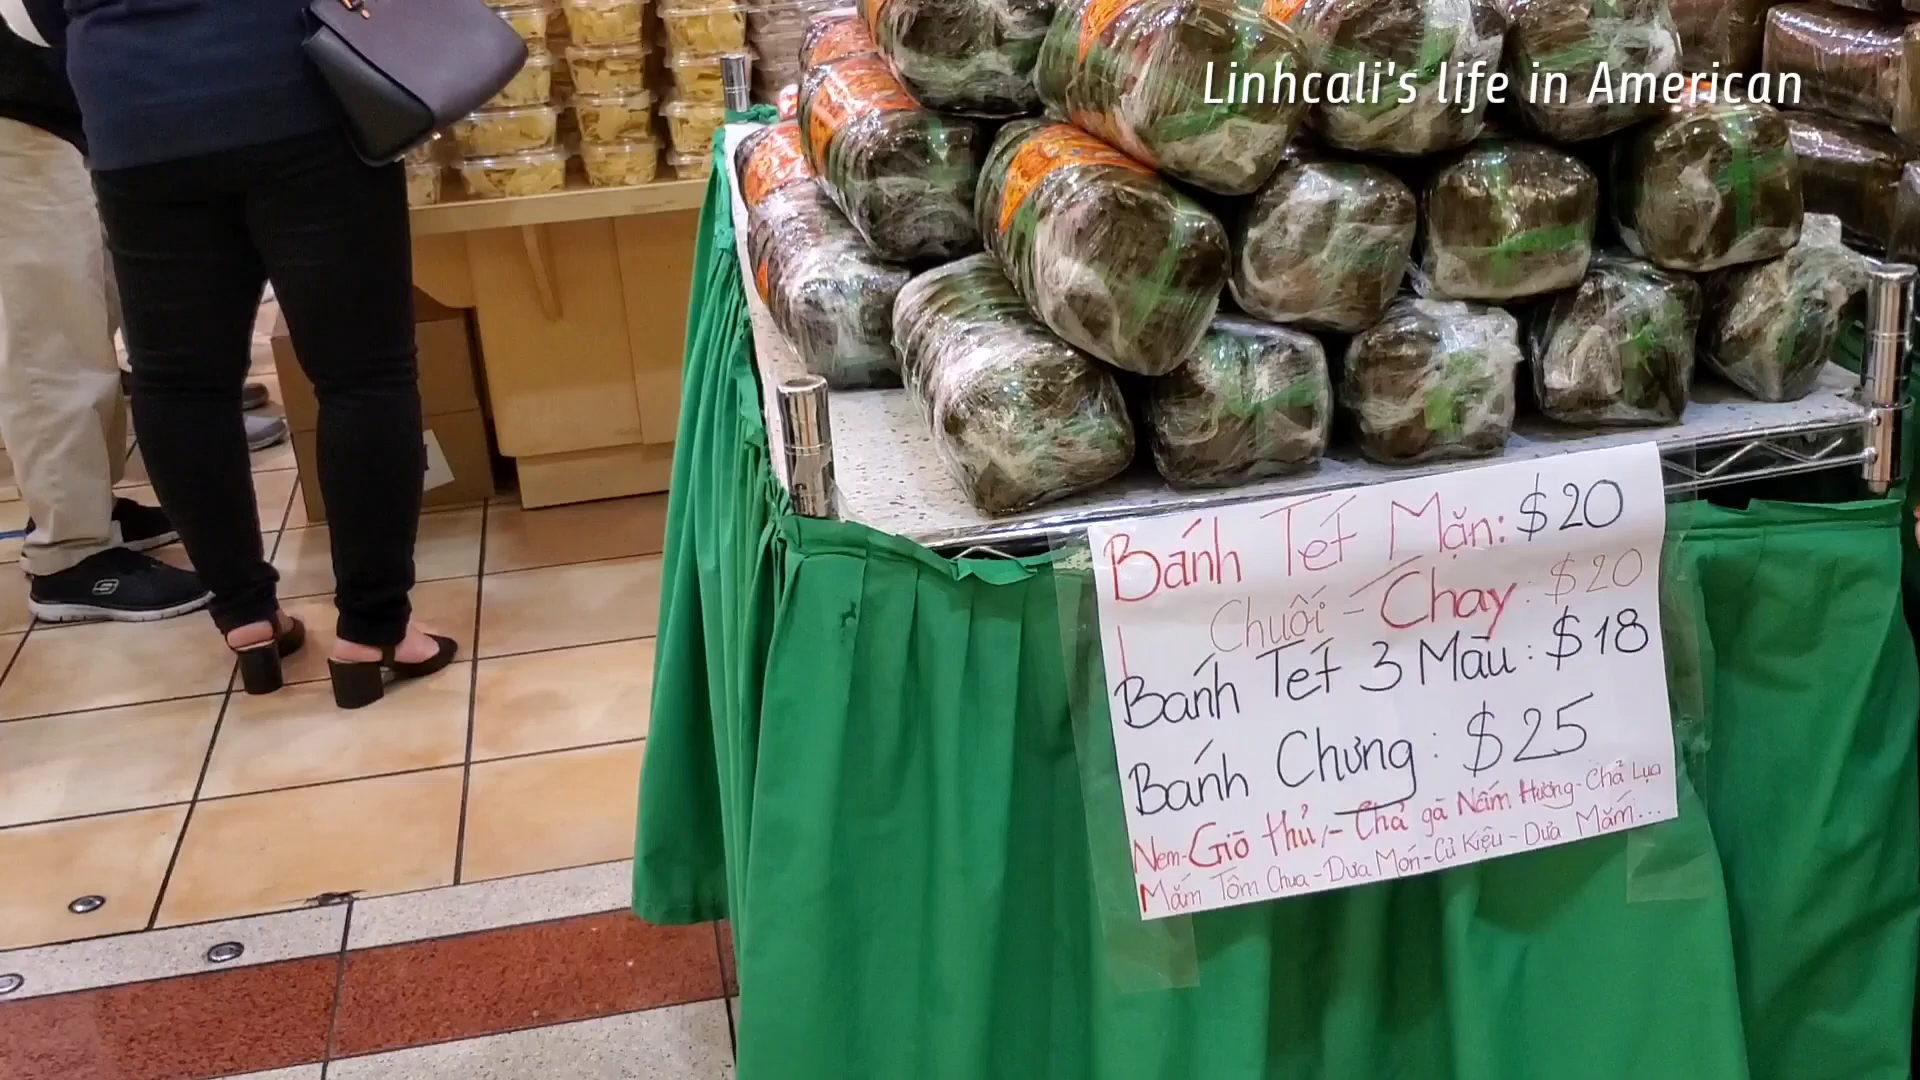 Linhcali's life in American
Bánh Tét Mặn: $20
Chuối - Chay: $20
Bánh Tét 3 Màu: $18
Bánh Chưng: $25
Nem - Giò thủ - Chả gà Nấm Hương - Chả Lụa
Mắm Tôm Chua - Dưa Món - Củ Kiệu - Dưa Mắm...